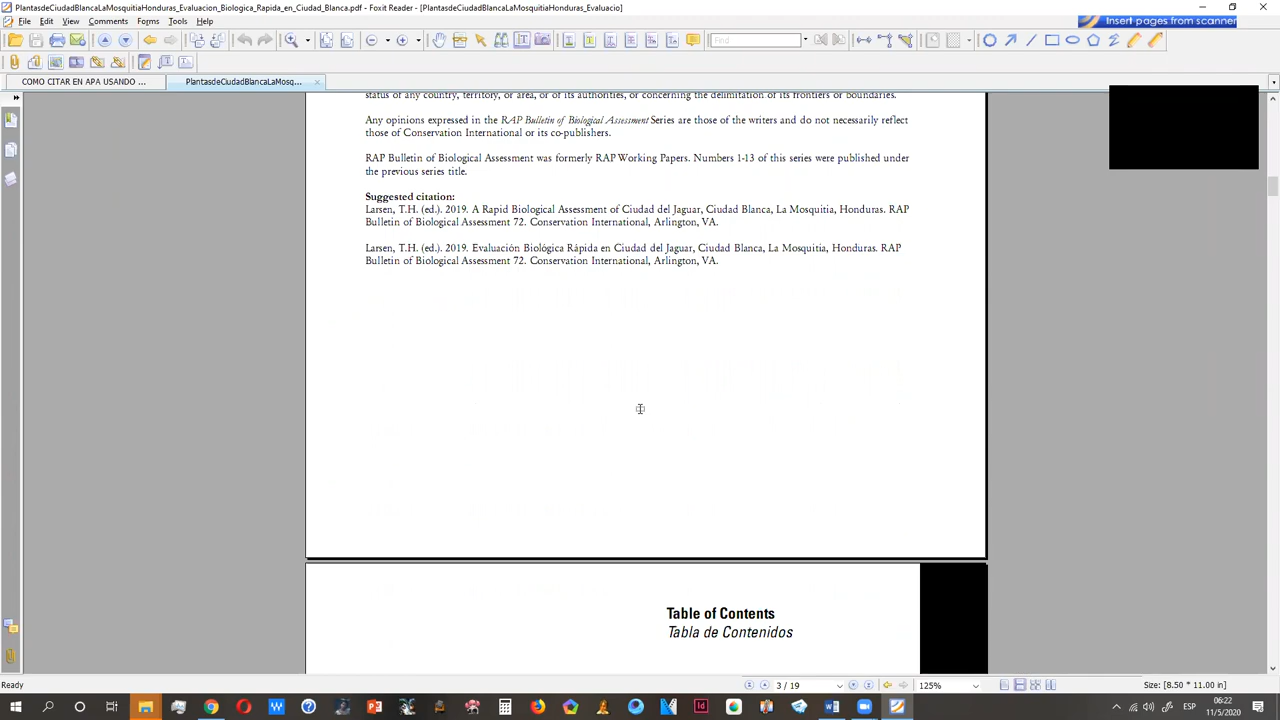 PlantasdeCiudadBlancaLaMosquitiaHonduras_Evaluacion_Biologica_Rapida_en_Ciudad_Blanca.pdf - Foxit Reader - [PlantasdeCiudadBlancaLaMosquitiaHonduras_Evaluacio]
File Edit View Comments Forms Tools Help
Insert pages from scanner
Find
COMO CITAR EN APA USANDO ...
PlantasdeCiudadBlancaLaMosq...
status of any country, territory, or area, or of its authorities, or concerning the delimitation of its frontiers or boundaries.
Any opinions expressed in the RAP Bulletin of Biological Assessment Series are those of the writers and do not necessarily reflect
those of Conservation International or its co-publishers.
RAP Bulletin of Biological Assessment was formerly RAP Working Papers. Numbers 1-13 of this series were published under
the previous series title.
Suggested citation:
Larsen, T.H. (ed.). 2019. A Rapid Biological Assessment of Ciudad del Jaguar, Ciudad Blanca, La Mosquitia, Honduras. RAP
Bulletin of Biological Assessment 72. Conservation International, Arlington, VA.
Larsen, T.H. (ed.). 2019. Evaluación Biológica Rápida en Ciudad del Jaguar, Ciudad Blanca, La Mosquitia, Honduras. RAP
Bulletin of Biological Assessment 72. Conservation International, Arlington, VA.
Table of Contents
Tabla de Contenidos
Ready
3 / 19
125%
Size: [8.50 * 11.00 in]
ESP
06:22
11/5/2020